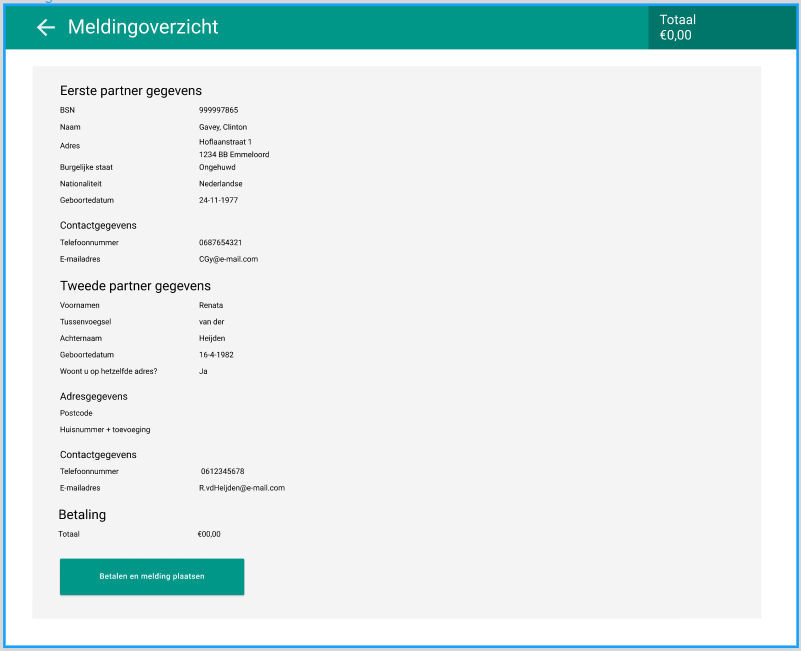 Meldingoverzicht
Totaal
€0,00
Eerste partner gegevens
BSN 999997865
Naam Gavey, Clinton
Adres Hoflaanstraat 1
1234 BB Emmeloord
Burgelijke staat Ongehuwd
Nationaliteit Nederlandse
Geboortedatum 24-11-1977
Contactgegevens
Telefoonnummer 0687654321
E-mailadres CGy@e-mail.com
Tweede partner gegevens
Voornamen Renata
Tussenvoegsel van der
Achternaam Heijden
Geboortedatum 16-4-1982
Woont u op hetzelfde adres? Ja
Adresgegevens
Postcode
Huisnummer + toevoeging
Contactgegevens
Telefoonnummer 0612345678
E-mailadres R.vdHeijden@e-mail.com
Betaling
Totaal €00,00
Betalen en melding plaatsen